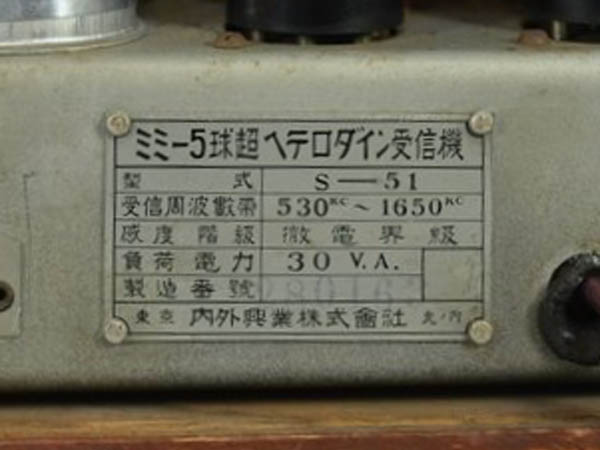 ミミー5球超ヘテロダイン受信機
型式 S—51
受信周波數帶 530KC～1650KC
感度階級 微電界級
負荷電力 30 V.A.
製造番號
東京 内外興業株式會社 丸ノ内